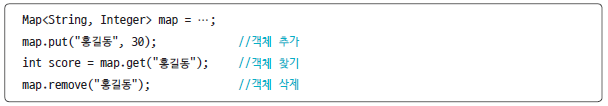 Map<String, Integer> map = …;
map.put("홍길동", 30); //객체 추가
int score = map.get("홍길동"); //객체 찾기
map.remove("홍길동"); //객체 삭제